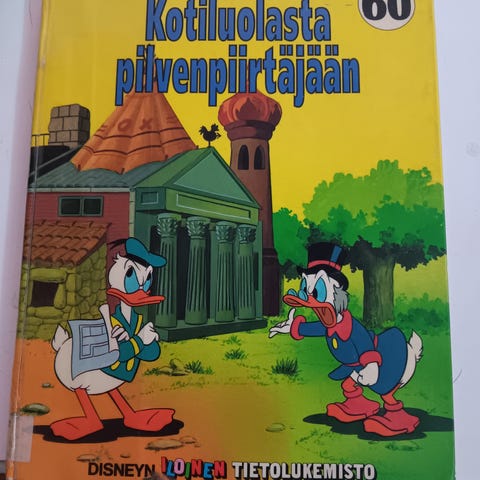 60
Kotiluolasta
pilvenpiirtäjään
DISNEYN ILOINEN TIETOLUKEMISTO